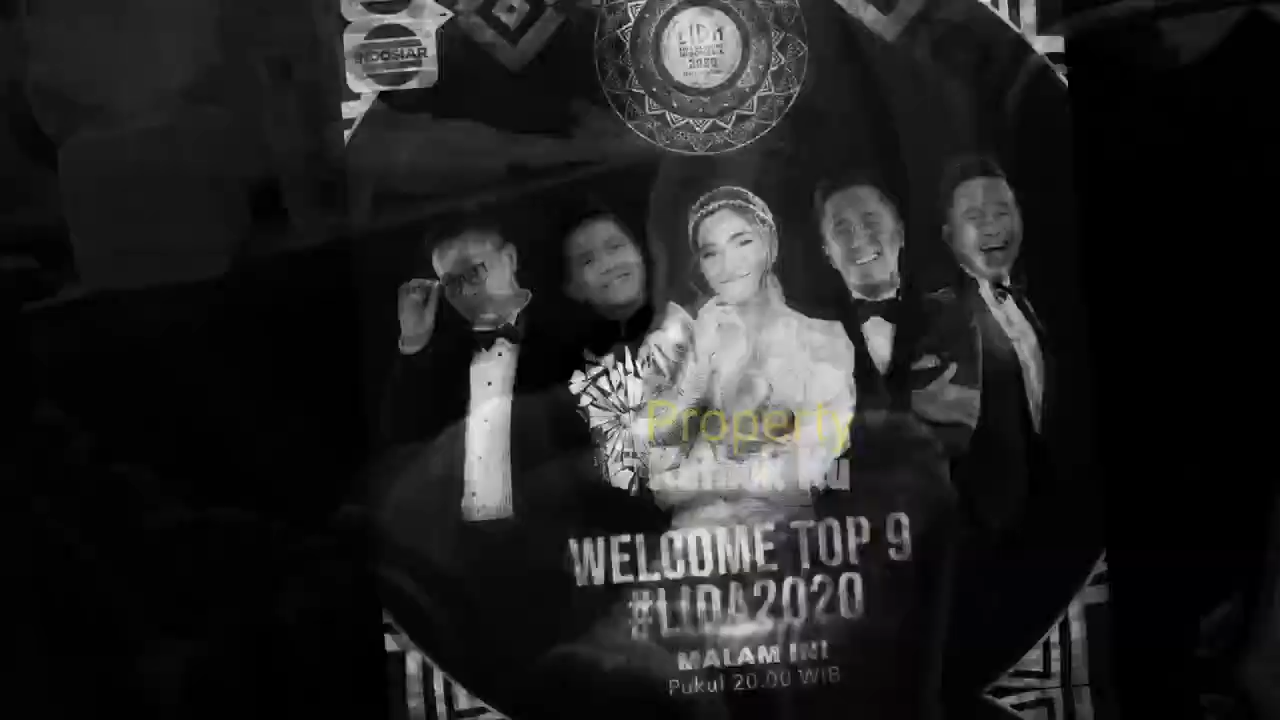 INDOSIAR
LIDA
2020
Property
WELCOME TOP 9
#LIDA2020
MALAM INI
Pukul 20.00 WIB